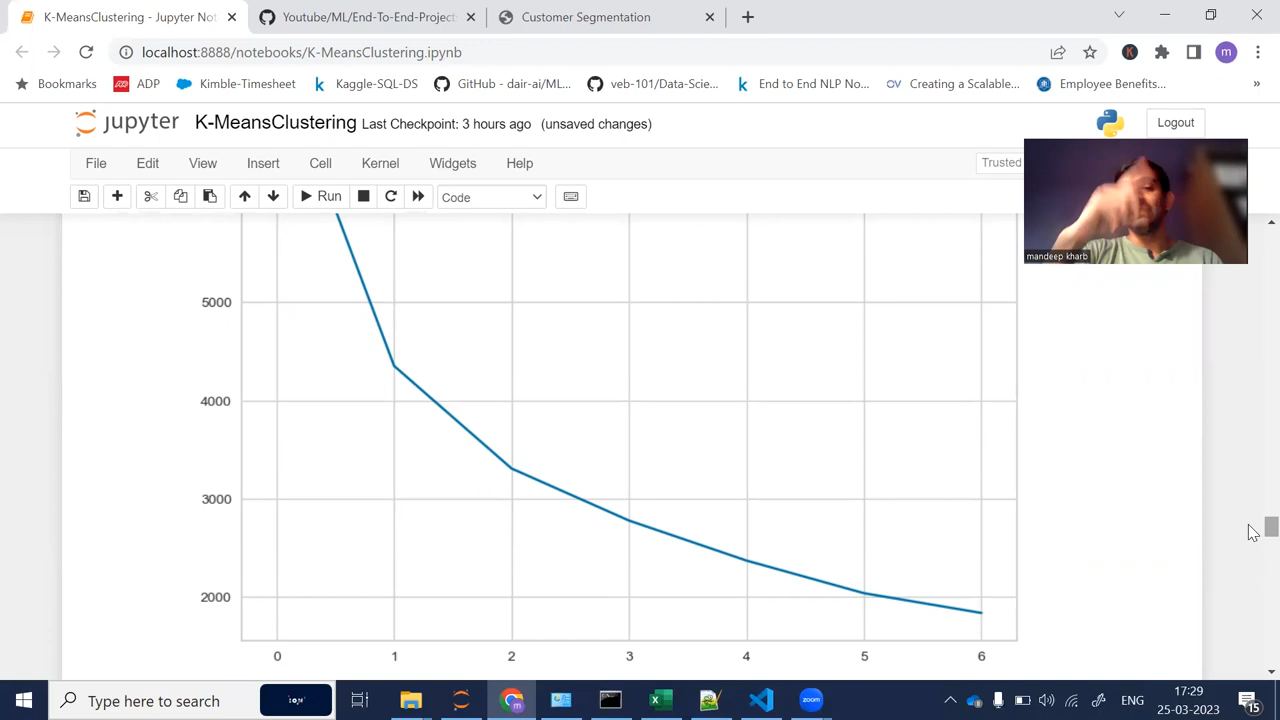 K-MeansClustering - Jupyter Not
Youtube/ML/End-To-End-Projects
Customer Segmentation
localhost:8888/notebooks/K-MeansClustering.ipynb
Bookmarks
ADP
Kimble-Timesheet
Kaggle-SQL-DS
GitHub - dair-ai/ML...
veb-101/Data-Scie...
End to End NLP No...
Creating a Scalable...
Employee Benefits...
»
jupyter
K-MeansClustering Last Checkpoint: 3 hours ago (unsaved changes)
Logout
File Edit View Insert Cell Kernel Widgets Help
Trusted
Run
Code
mandeep kharb
5000
4000
3000
2000
0 1 2 3 4 5 6
Type here to search
ENG
17:29
25-03-2023
15